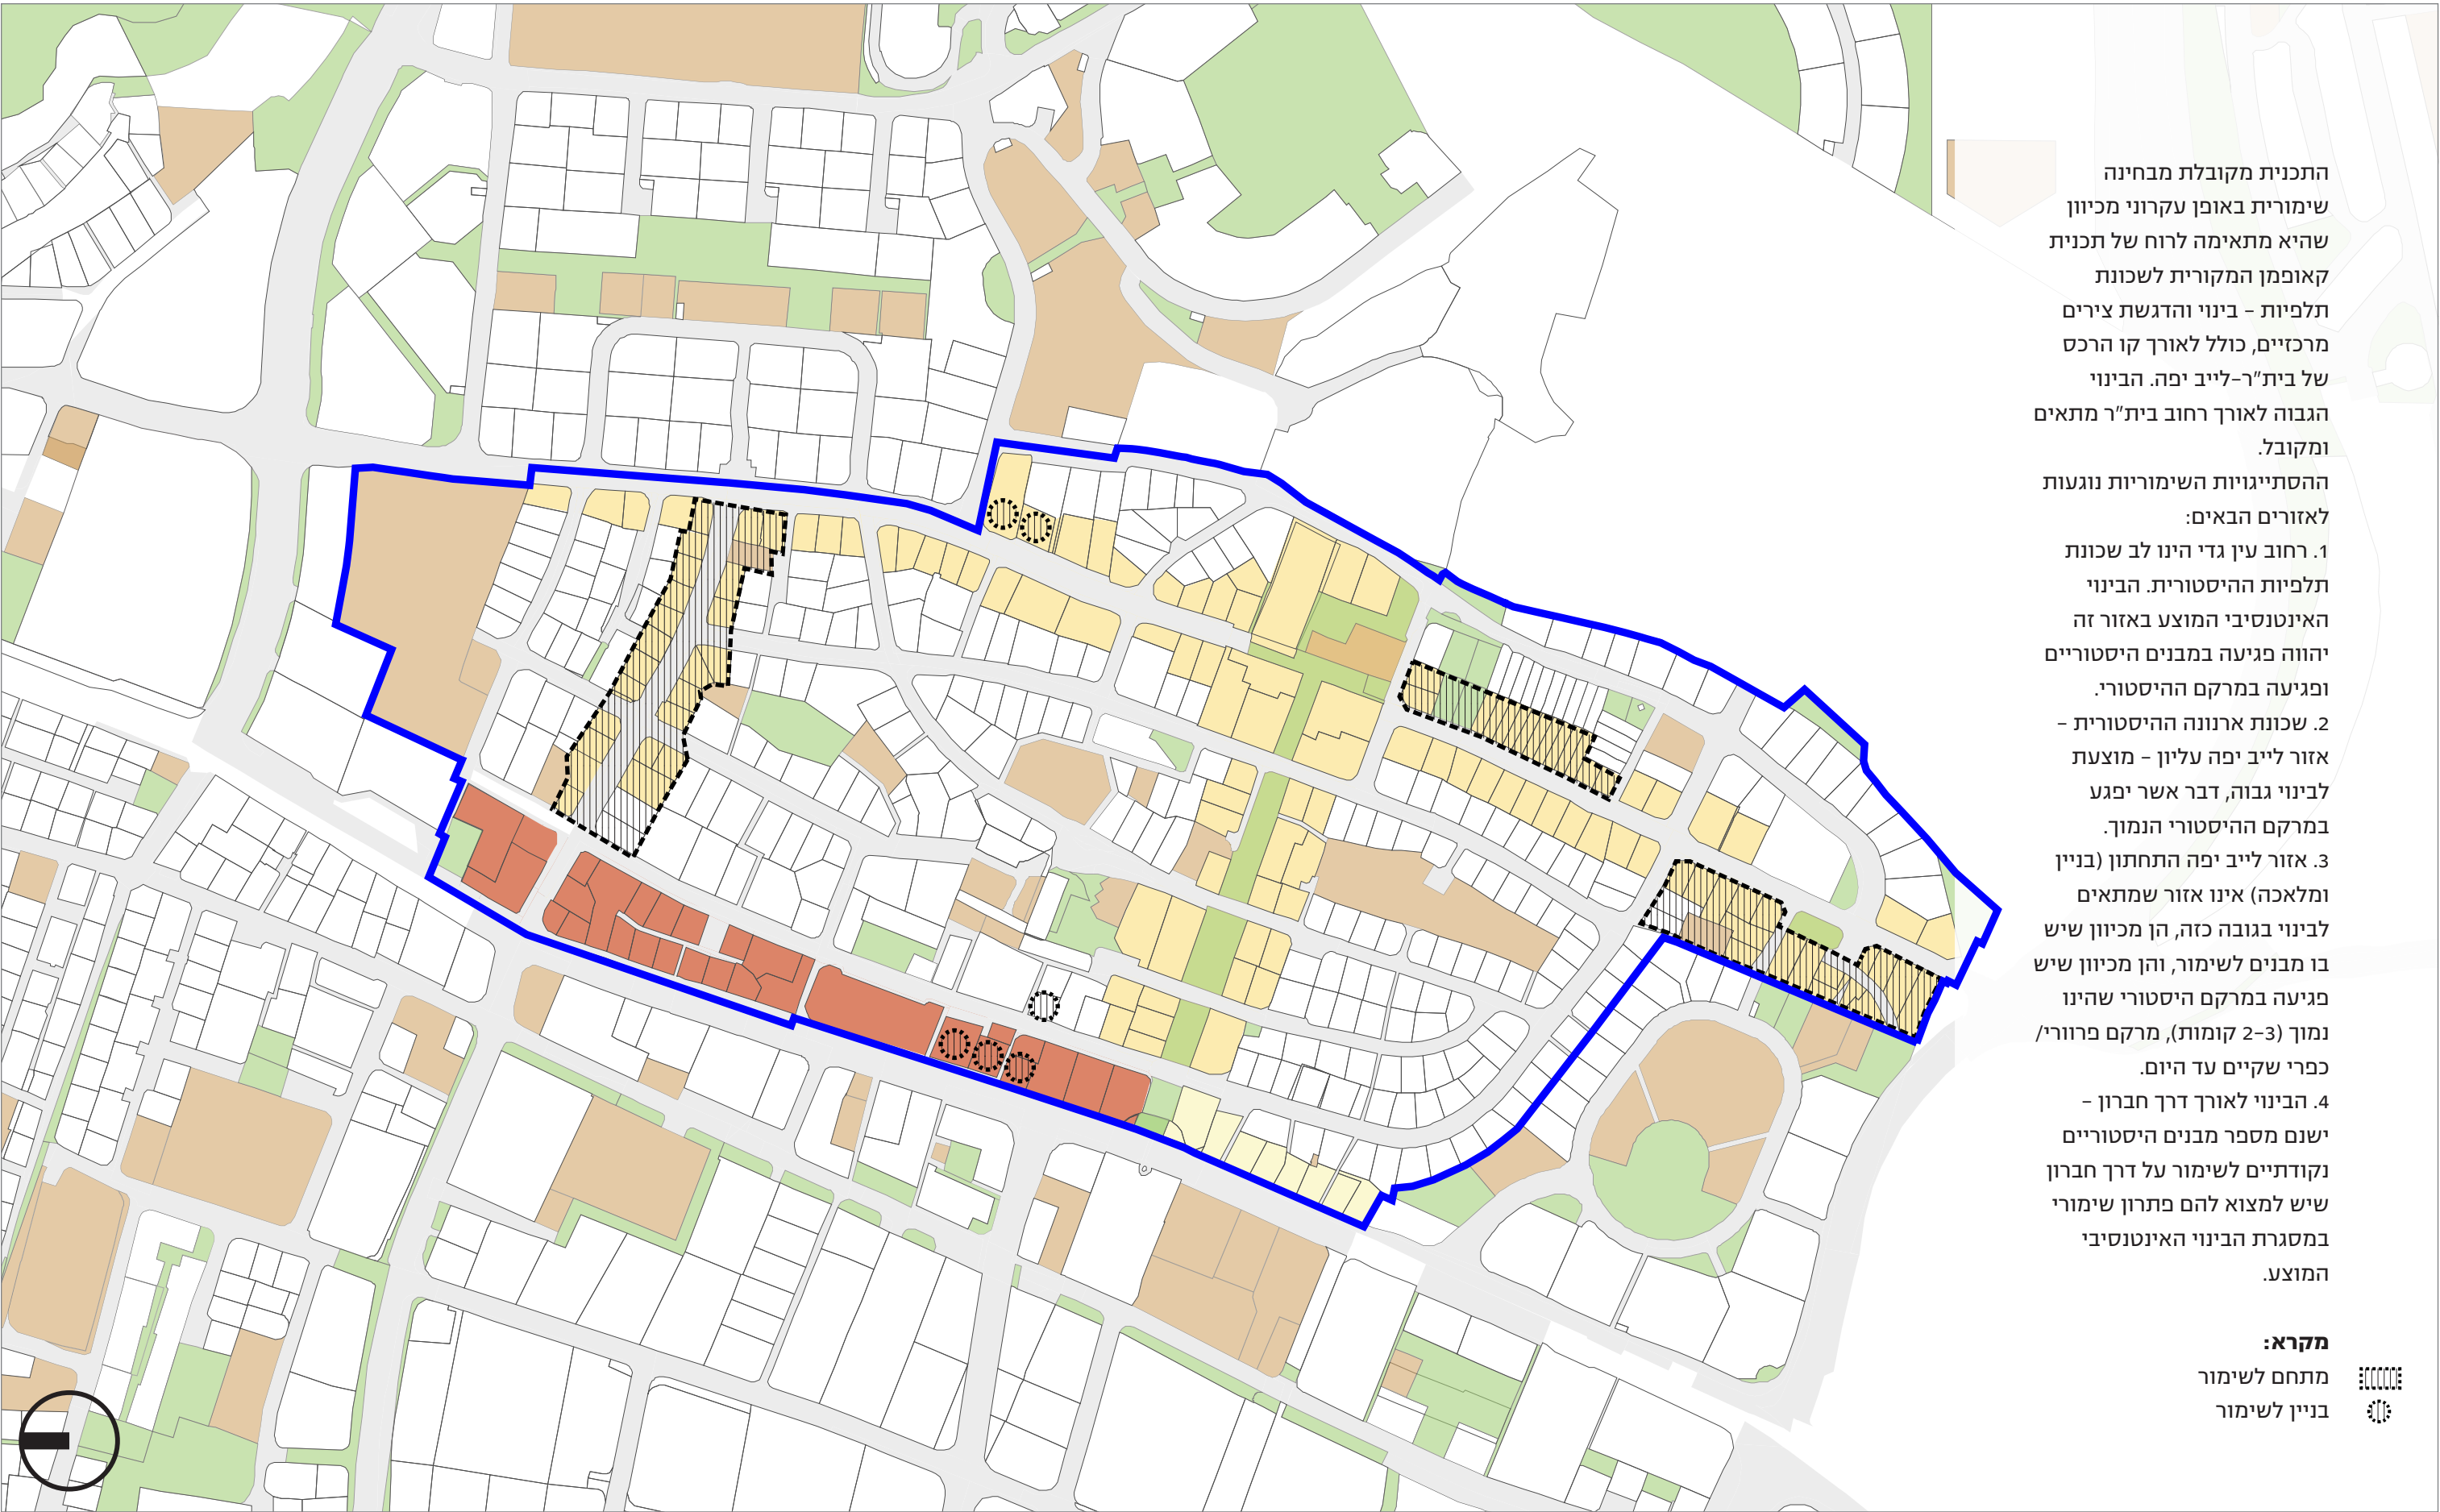 התכנית מקובלת מבחינה
שימורית באופן עקרוני מכיוון
שהיא מתאימה לרוח של תכנית
קאופמן המקורית לשכונת
תלפיות – בינוי והדגשת צירים
מרכזיים, כולל לאורך קו הרכס
של בית"ר–לייב יפה. הבינוי
הגבוה לאורך רחוב בית"ר מתאים
ומקובל.
ההסתייגויות השימוריות נוגעות
לאזורים הבאים:
1. רחוב עין גדי הינו לב שכונת
תלפיות ההיסטורית. הבינוי
האינטנסיבי המוצע באזור זה
יהווה פגיעה במבנים היסטוריים
ופגיעה במרקם ההיסטורי.
2. שכונת ארנונה ההיסטורית –
אזור לייב יפה עליון – מוצעת
לבינוי גבוה, דבר אשר יפגע
במרקם ההיסטורי הנמוך.
3. אזור לייב יפה התחתון (בניין
ומלאכה) אינו אזור שמתאים
לבינוי בגובה כזה, הן מכיוון שיש
בו מבנים לשימור, והן מכיוון שיש
פגיעה במרקם היסטורי שהינו
נמוך (2–3 קומות), מרקם פרוורי/
כפרי שקיים עד היום.
4. הבינוי לאורך דרך חברון –
ישנם מספר מבנים היסטוריים
נקודתיים לשימור על דרך חברון
שיש למצוא להם פתרון שימורי
במסגרת הבינוי האינטנסיבי
המוצע.
מקרא:
מתחם לשימור
בניין לשימור